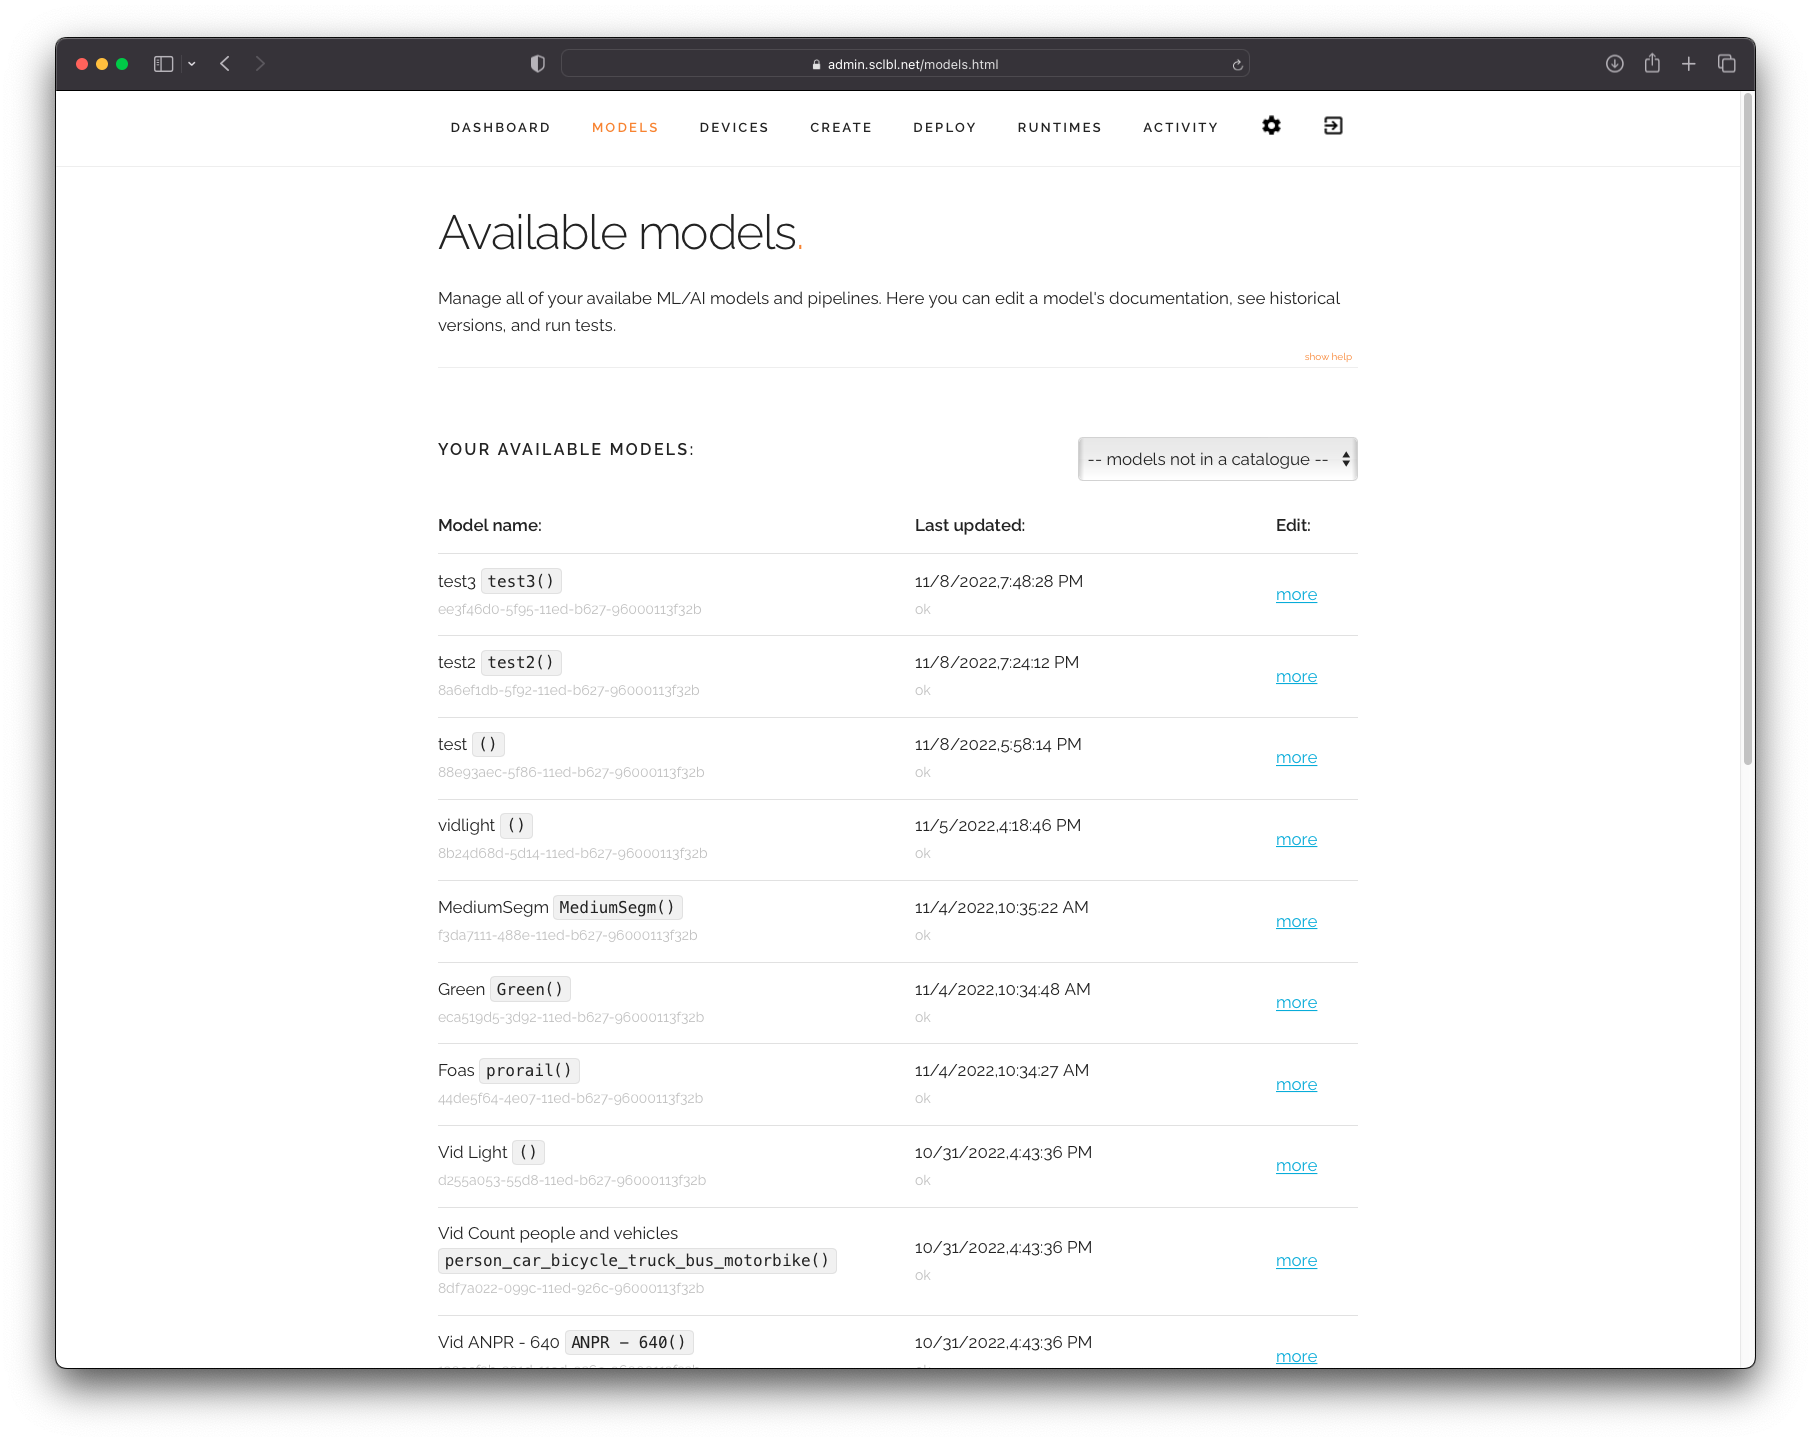 admin.sclbl.net/models.html
DASHBOARD MODELS DEVICES CREATE DEPLOY RUNTIMES ACTIVITY
Available models.
Manage all of your availabe ML/AI models and pipelines. Here you can edit a model's documentation, see historical
versions, and run tests.
show help
YOUR AVAILABLE MODELS:
-- models not in a catalogue --
Model name: Last updated: Edit:
test3 test3() 11/8/2022,7:48:28 PM
more
ee3f46d0-5f95-11ed-b627-96000113f32b ok
test2 test2() 11/8/2022,7:24:12 PM
more
8a6ef1db-5f92-11ed-b627-96000113f32b ok
test () 11/8/2022,5:58:14 PM
more
88e93aec-5f86-11ed-b627-96000113f32b ok
vidlight () 11/5/2022,4:18:46 PM
more
8b24d68d-5d14-11ed-b627-96000113f32b ok
MediumSegm MediumSegm() 11/4/2022,10:35:22 AM
more
f3da7111-488e-11ed-b627-96000113f32b ok
Green Green() 11/4/2022,10:34:48 AM
more
eca519d5-3d92-11ed-b627-96000113f32b ok
Foas prorail() 11/4/2022,10:34:27 AM
more
44de5f64-4e07-11ed-b627-96000113f32b ok
Vid Light () 10/31/2022,4:43:36 PM
more
d255a053-55d8-11ed-b627-96000113f32b ok
Vid Count people and vehicles
10/31/2022,4:43:36 PM
person_car_bicycle_truck_bus_motorbike() more
ok
8df7a022-099c-11ed-926c-96000113f32b
Vid ANPR - 640 ANPR – 640() 10/31/2022,4:43:36 PM
more